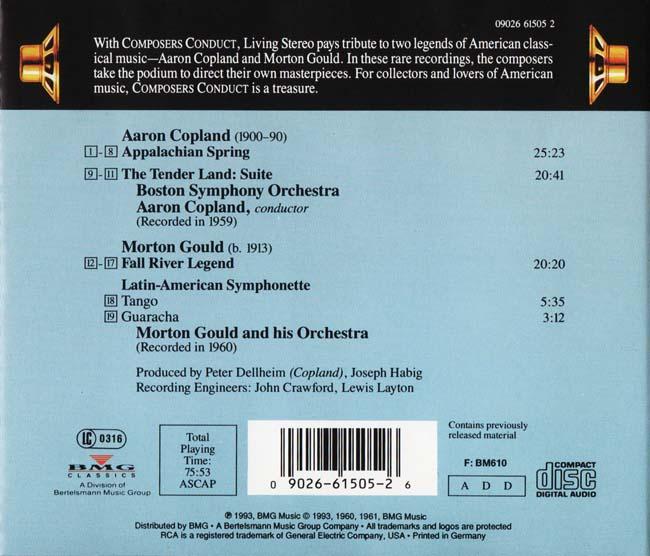 09026 61505 2
With COMPOSERS CONDUCT, Living Stereo pays tribute to two legends of American class-
ical music—Aaron Copland and Morton Gould. In these rare recordings, the composers
take the podium to direct their own masterpieces. For collectors and lovers of American
music, COMPOSERS CONDUCT is a treasure.
Aaron Copland (1900-90)
1-8 Appalachian Spring 25:23
9-11 The Tender Land: Suite 20:41
Boston Symphony Orchestra
Aaron Copland, conductor
(Recorded in 1959)
Morton Gould (b. 1913)
12-17 Fall River Legend 20:20
Latin-American Symphonette
18 Tango 5:35
19 Guaracha 3:12
Morton Gould and his Orchestra
(Recorded in 1960)
Produced by Peter Dellheim (Copland), Joseph Habig
Recording Engineers: John Crawford, Lewis Layton
LC 0316
BMG
CLASSICS
A Division of
Bertelsmann Music Group
Total
Playing
Time:
75:53
ASCAP
0 9026-61505-2 6
Contains previously
released material
F: BM610
A D D
COMPACT
disc
DIGITAL AUDIO
℗ 1993, BMG Music © 1993, 1960, 1961, BMG Music
Distributed by BMG • A Bertelsmann Music Group Company • All trademarks and logos are protected
RCA is a registered trademark of General Electric Company, USA • Printed in Germany